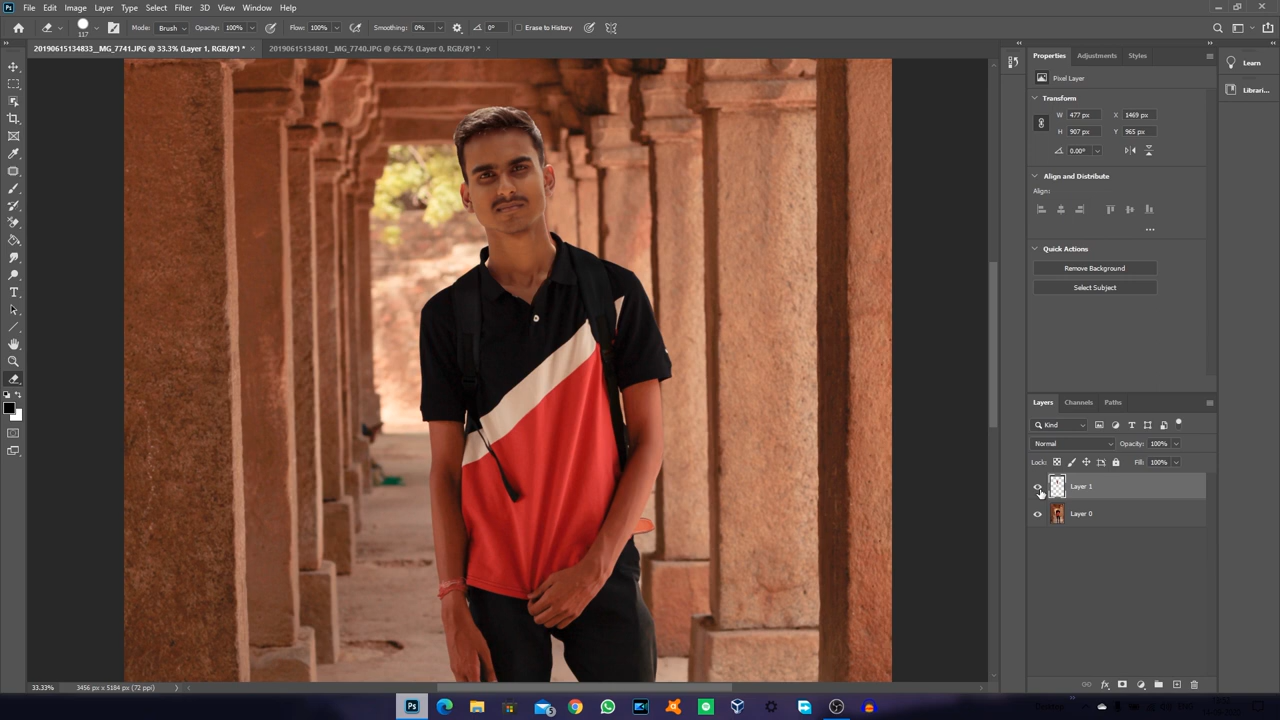 File Edit Image Layer Type Select Filter 3D View Window Help
117 Mode: Brush Opacity: 100% Flow: 100% Smoothing: 0% 0° Erase to History
20190615134833__MG_7741.JPG @ 33.3% (Layer 1, RGB/8*) * × 20190615134801__MG_7740.JPG @ 66.7% (Layer 0, RGB/8*) * ×
Properties Adjustments Styles
Learn
Pixel Layer
Librari...
Transform
W 477 px X 1469 px
H 907 px Y 965 px
0.00°
Align and Distribute
Align:
Quick Actions
Remove Background
Select Subject
Layers Channels Paths
Kind
Normal Opacity: 100%
Lock: Fill: 100%
Layer 1
Layer 0
33.33% 3456 px x 5184 px (72 ppi)